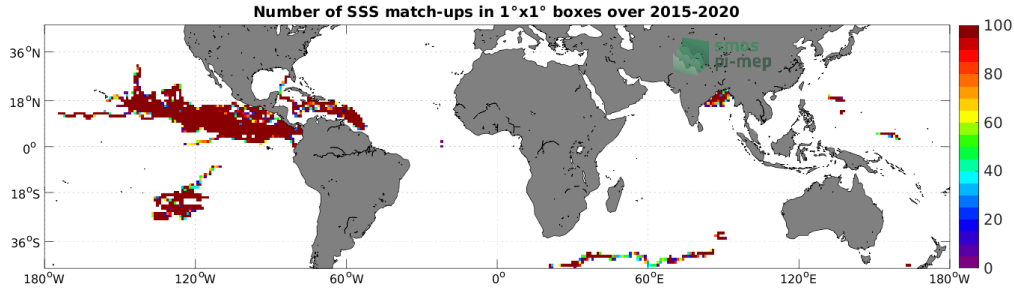 Number of SSS match-ups in 1°x1° boxes over 2015-2020
smos
pi-mep
36°N
18°N
0°
18°S
36°S
180°W
120°W
60°W
0°
60°E
120°E
180°W
100
80
60
40
20
0